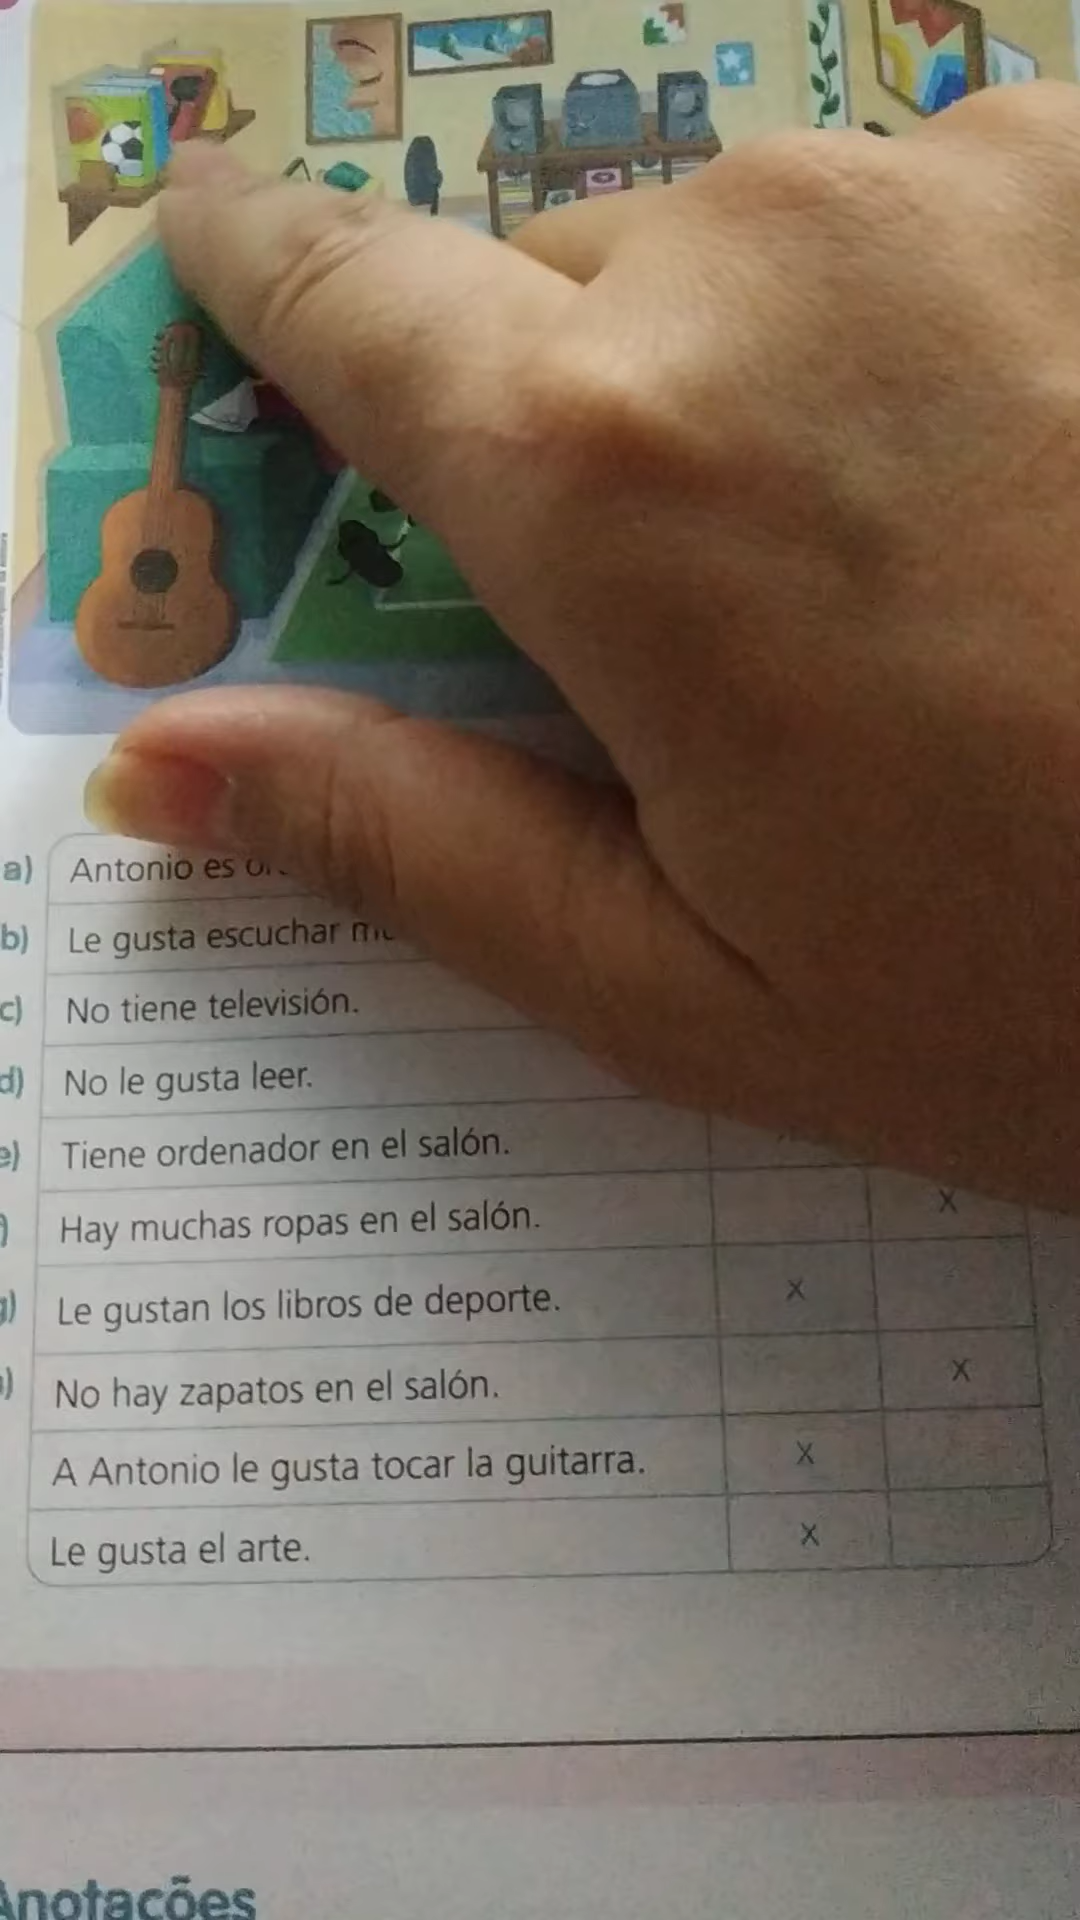 a) Antonio es
b) Le gusta escuchar
c) No tiene televisión.
d) No le gusta leer.
e) Tiene ordenador en el salón.
) Hay muchas ropas en el salón. X
g) Le gustan los libros de deporte. X
) No hay zapatos en el salón. X
A Antonio le gusta tocar la guitarra. X
Le gusta el arte. X
Anotações